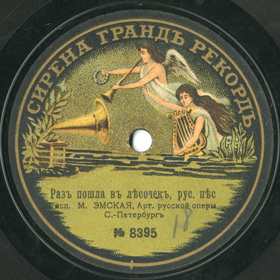 СИРЕНА ГРАНДЪ РЕКОРДЪ
Разъ пошла въ лѣсочекъ, рус. пѣс
исп. М. ЭМСКАЯ, Арт. русской оперы
С.-Петербургъ
№ 8395
18